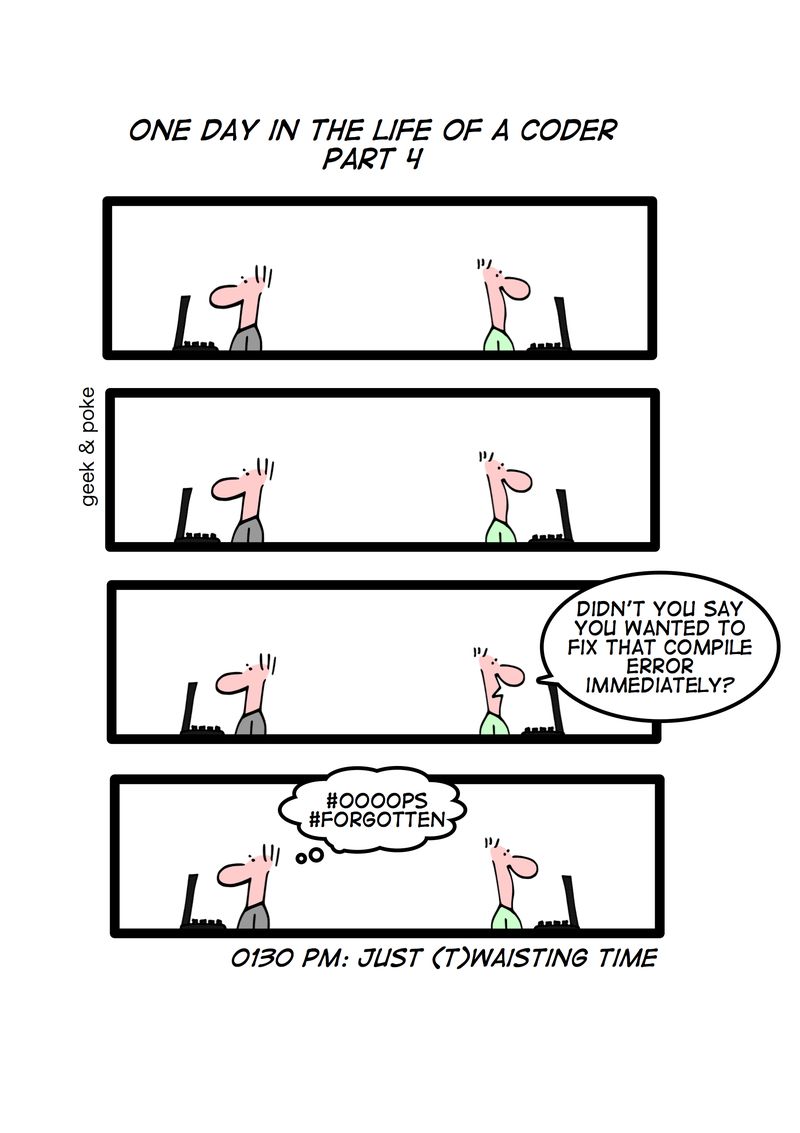 ONE DAY IN THE LIFE OF A CODER
PART 4
geek & poke
DIDN'T YOU SAY
YOU WANTED TO
FIX THAT COMPILE
ERROR
IMMEDIATELY?
#OOOOPS
#FORGOTTEN
0130 PM: JUST (T)WAISTING TIME